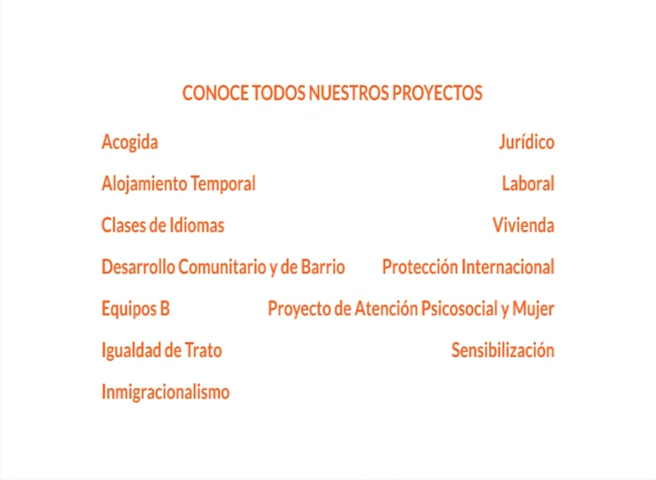 CONOCE TODOS NUESTROS PROYECTOS
Acogida
Alojamiento Temporal
Clases de Idiomas
Desarrollo Comunitario y de Barrio
Equipos B
Igualdad de Trato
Inmigracionalismo
Jurídico
Laboral
Vivienda
Protección Internacional
Proyecto de Atención Psicosocial y Mujer
Sensibilización